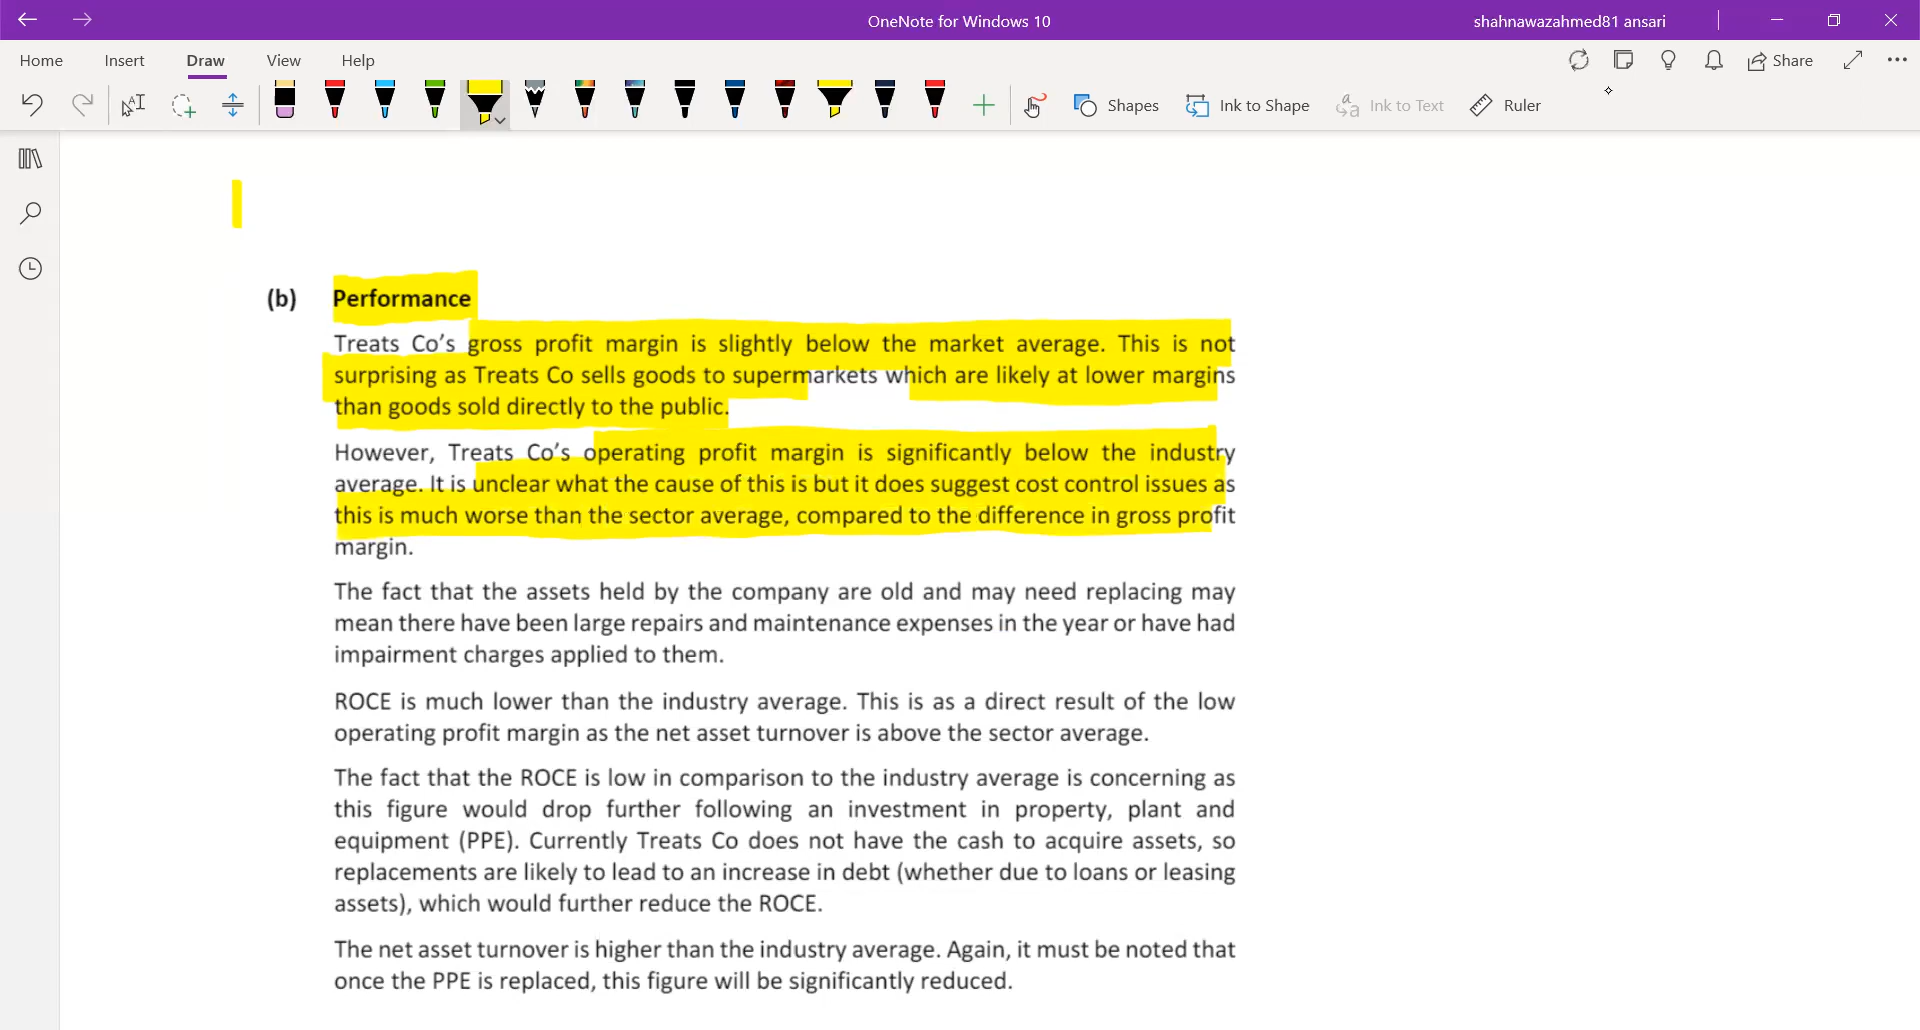 OneNote for Windows 10
shahnawazahmed81 ansari
Home Insert Draw View Help
Share
Shapes Ink to Shape Ink to Text Ruler
(b) Performance
Treats Co’s gross profit margin is slightly below the market average. This is not
surprising as Treats Co sells goods to supermarkets which are likely at lower margins
than goods sold directly to the public.
However, Treats Co’s operating profit margin is significantly below the industry
average. It is unclear what the cause of this is but it does suggest cost control issues as
this is much worse than the sector average, compared to the difference in gross profit
margin.
The fact that the assets held by the company are old and may need replacing may
mean there have been large repairs and maintenance expenses in the year or have had
impairment charges applied to them.
ROCE is much lower than the industry average. This is as a direct result of the low
operating profit margin as the net asset turnover is above the sector average.
The fact that the ROCE is low in comparison to the industry average is concerning as
this figure would drop further following an investment in property, plant and
equipment (PPE). Currently Treats Co does not have the cash to acquire assets, so
replacements are likely to lead to an increase in debt (whether due to loans or leasing
assets), which would further reduce the ROCE.
The net asset turnover is higher than the industry average. Again, it must be noted that
once the PPE is replaced, this figure will be significantly reduced.